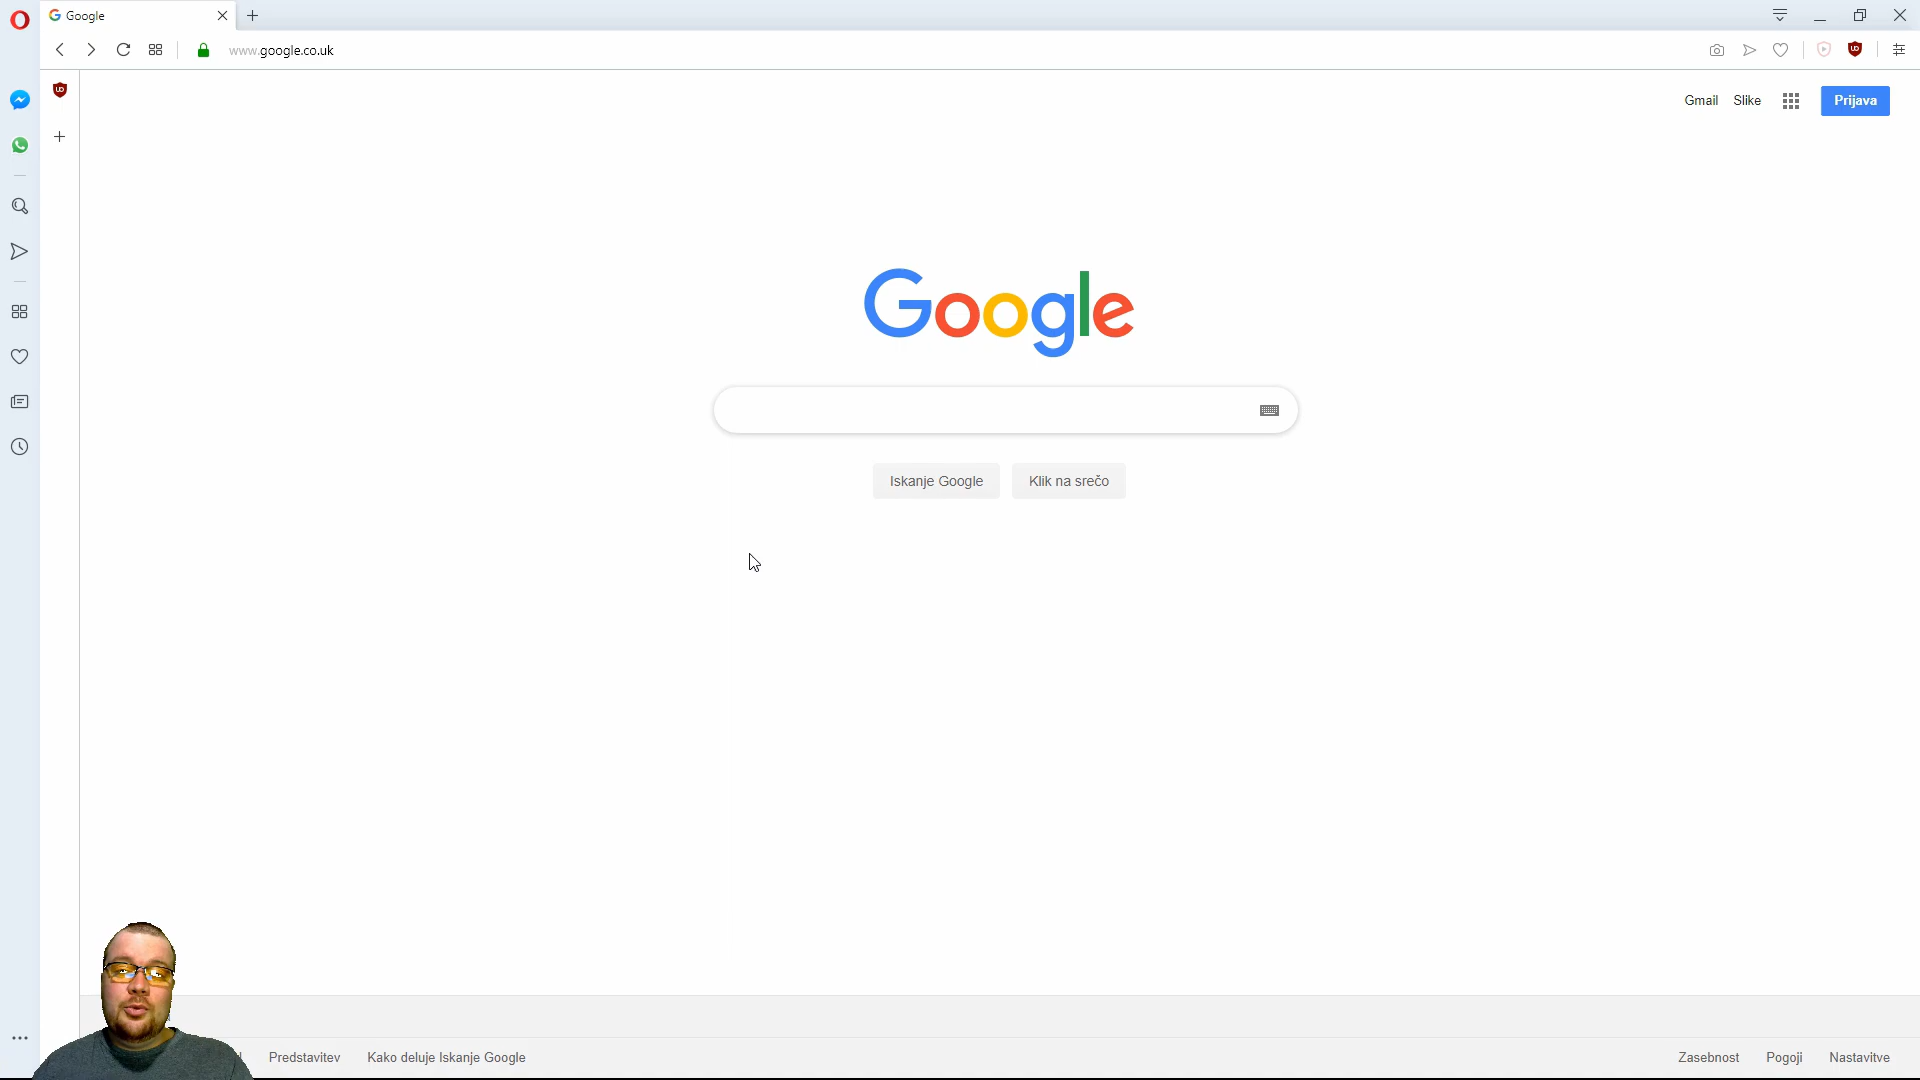 Google
www.google.co.uk
Gmail Slike Prijava
Google
Iskanje Google Klik na srečo
Predstavitev Kako deluje Iskanje Google Zasebnost Pogoji Nastavitve